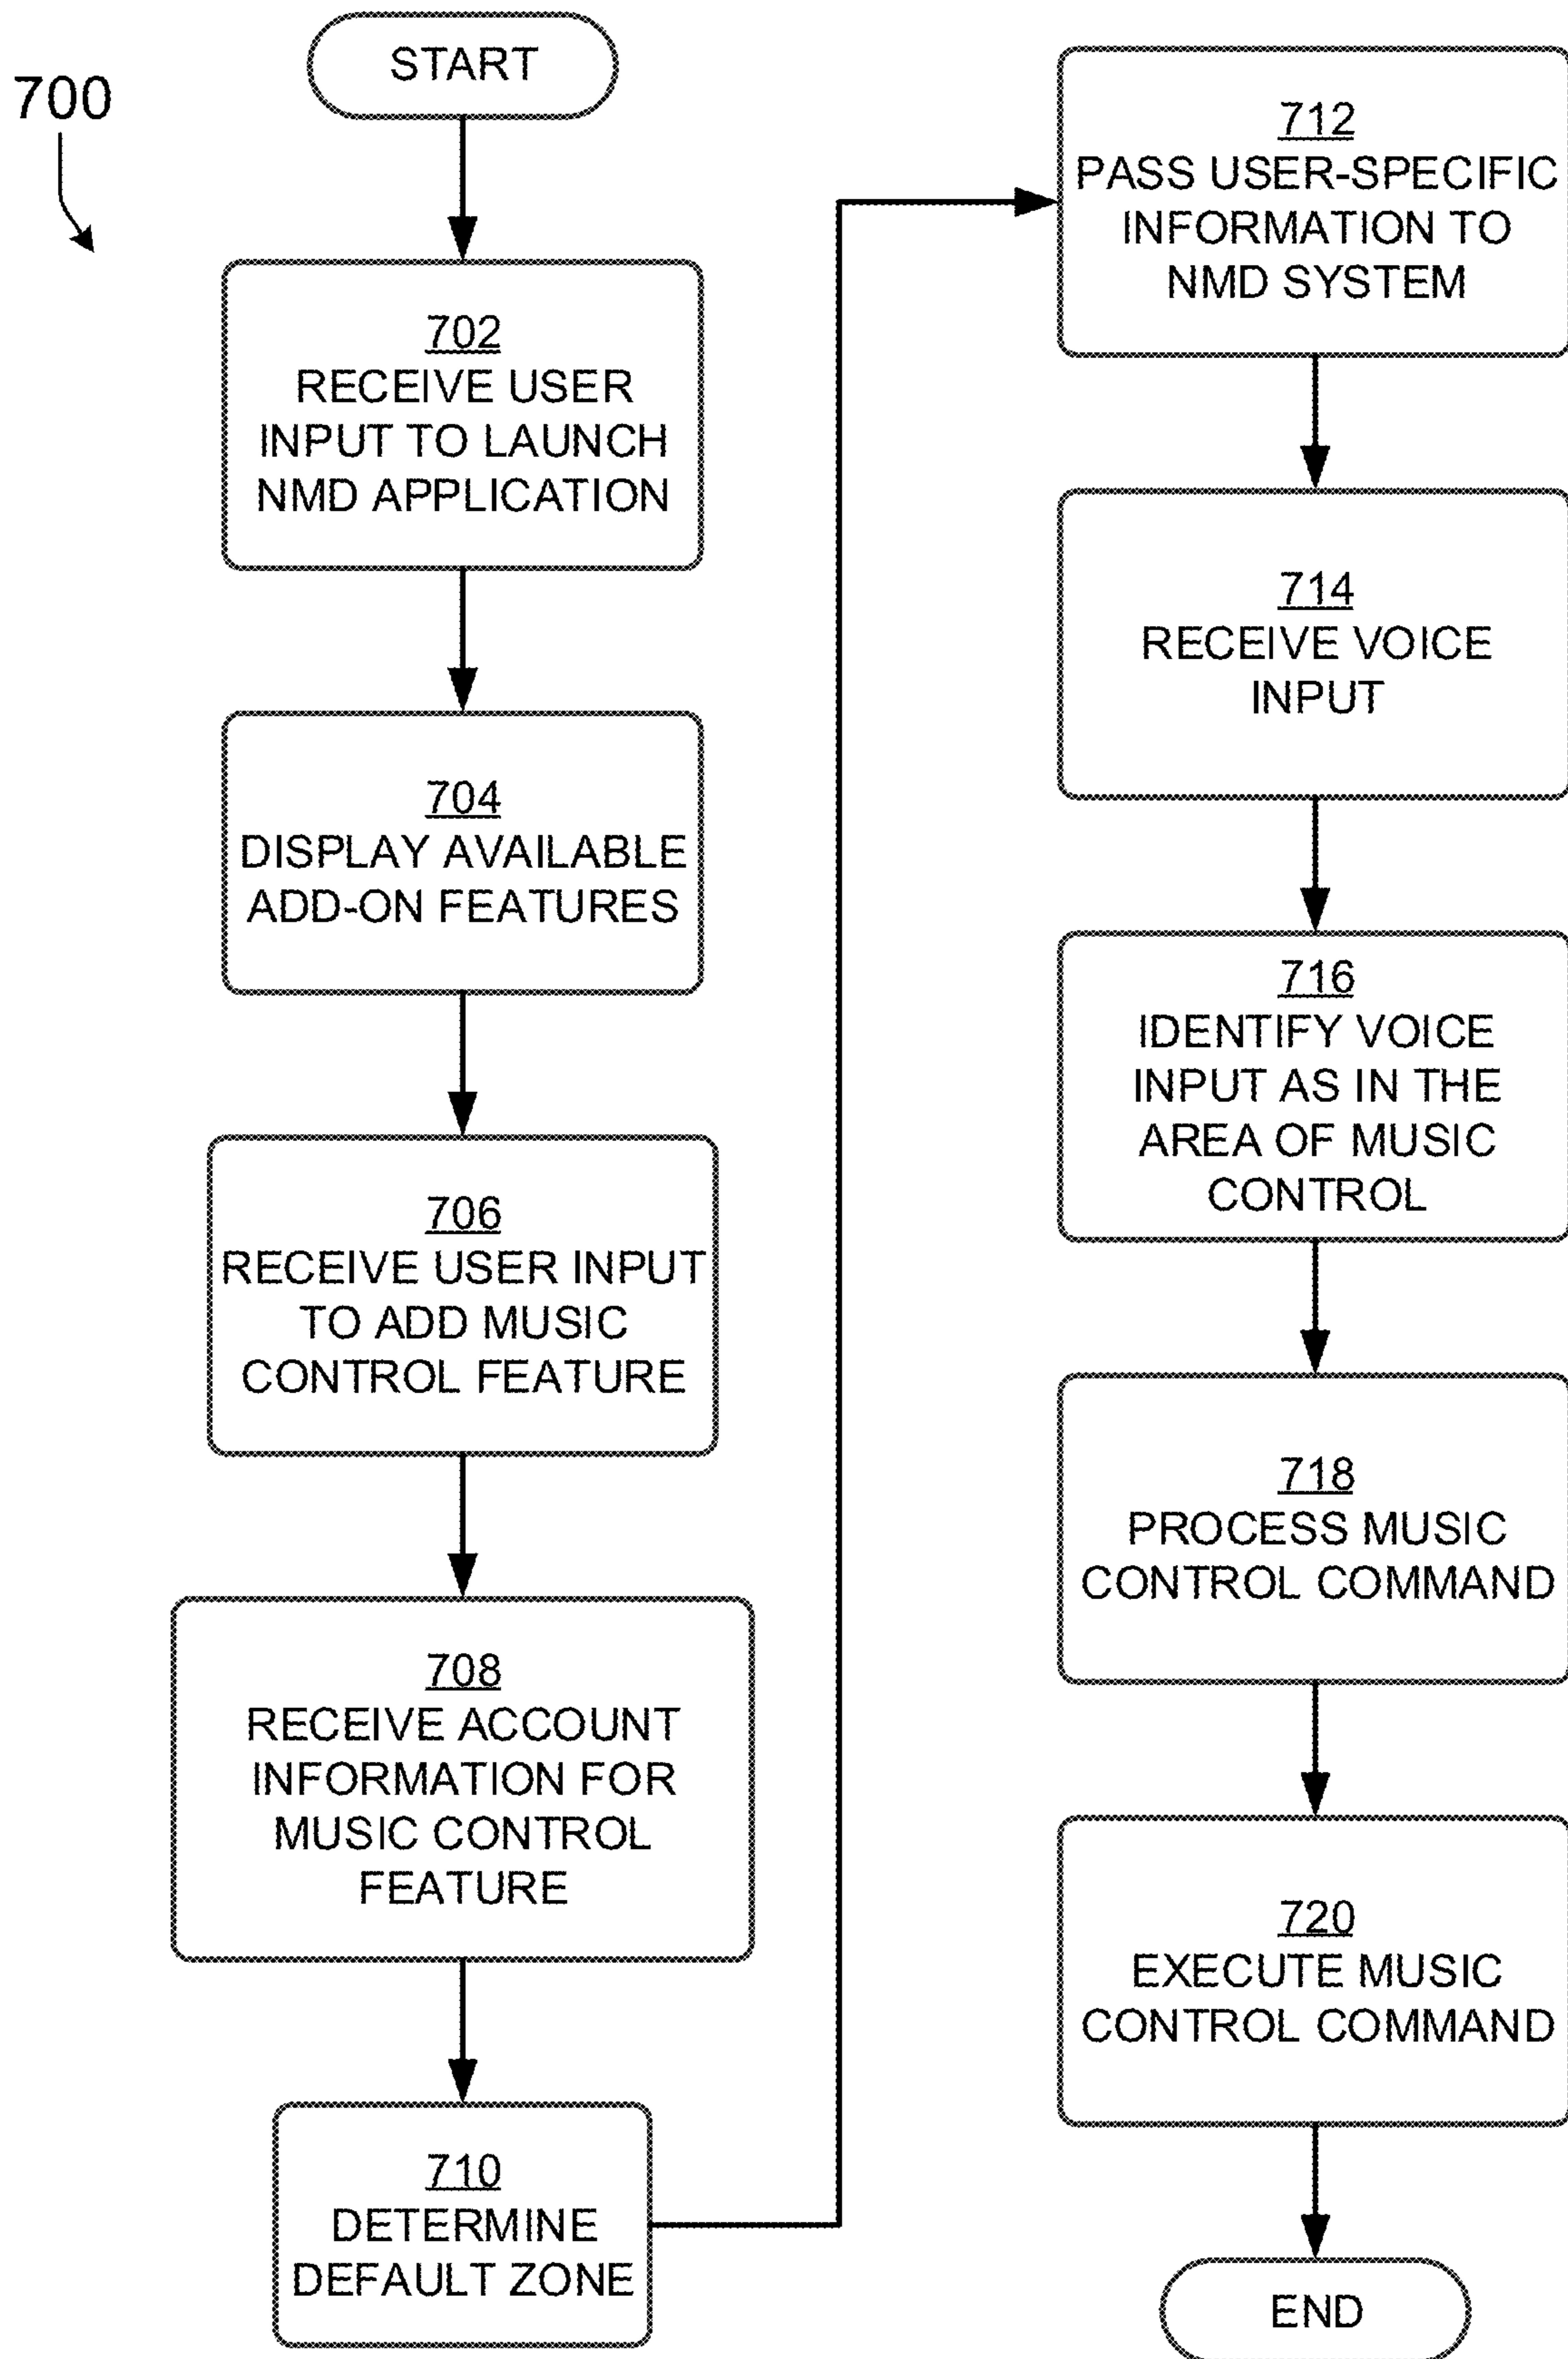 700
START
702
RECEIVE USER
INPUT TO LAUNCH
NMD APPLICATION
704
DISPLAY AVAILABLE
ADD-ON FEATURES
706
RECEIVE USER INPUT
TO ADD MUSIC
CONTROL FEATURE
708
RECEIVE ACCOUNT
INFORMATION FOR
MUSIC CONTROL
FEATURE
710
DETERMINE
DEFAULT ZONE
712
PASS USER-SPECIFIC
INFORMATION TO
NMD SYSTEM
714
RECEIVE VOICE
INPUT
716
IDENTIFY VOICE
INPUT AS IN THE
AREA OF MUSIC
CONTROL
718
PROCESS MUSIC
CONTROL COMMAND
720
EXECUTE MUSIC
CONTROL COMMAND
END